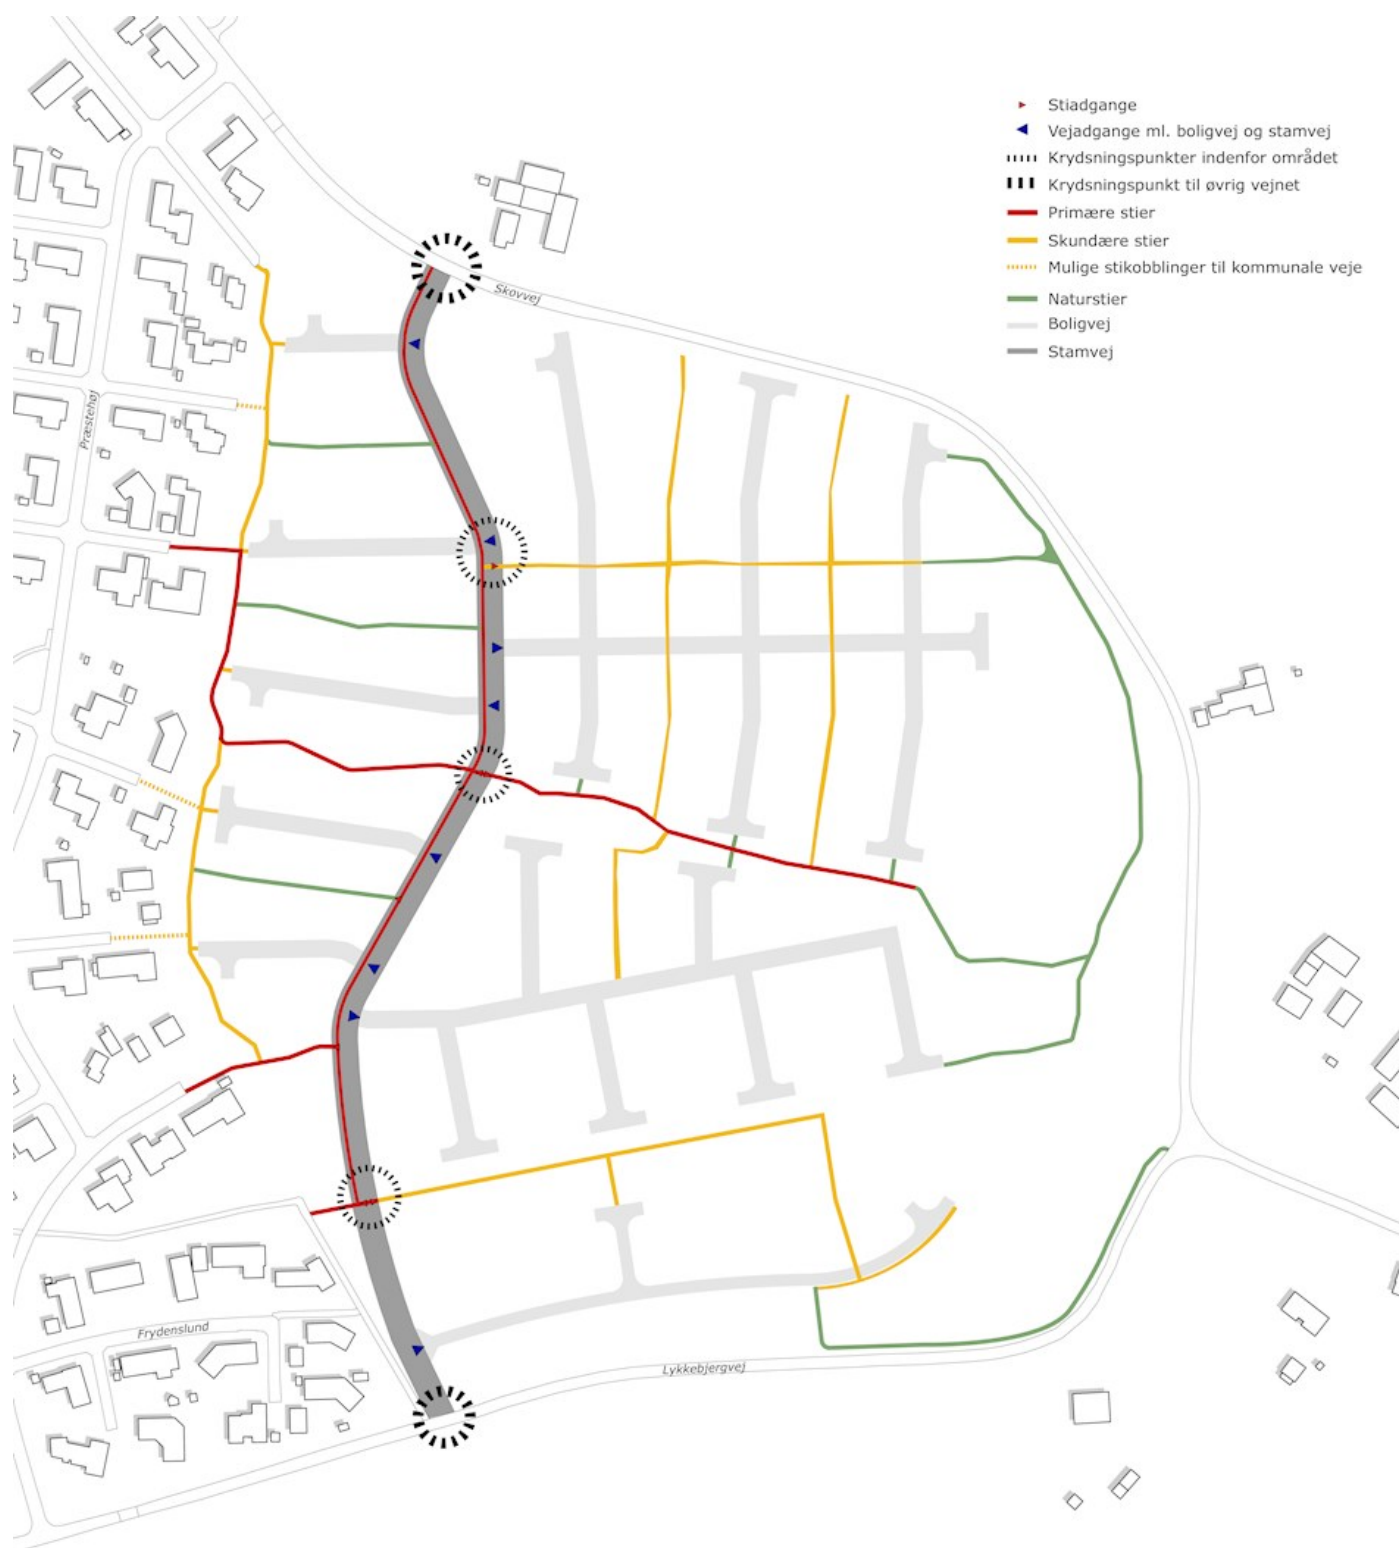 Stiadgange
Vejadgange ml. boligvej og stamvej
Krydsningspunkter indenfor området
Krydsningspunkt til øvrig vejnet
Primære stier
Skundære stier
Mulige stikobblinger til kommunale veje
Naturstier
Boligvej
Stamvej
Skovvej
Præstehøj
Frydenslund
Lykkebjergvej